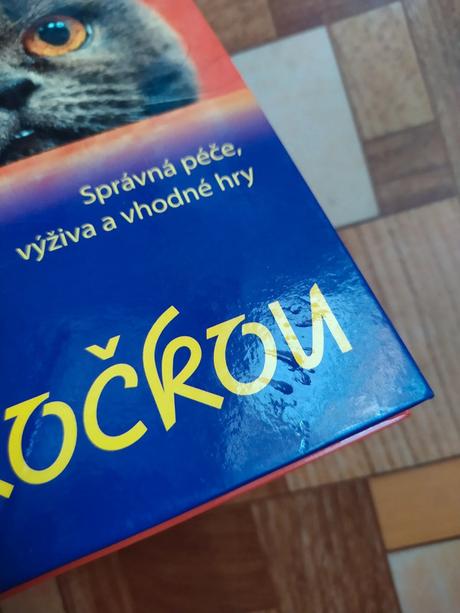 Správná péče,
výživa a vhodné hry
kočkou